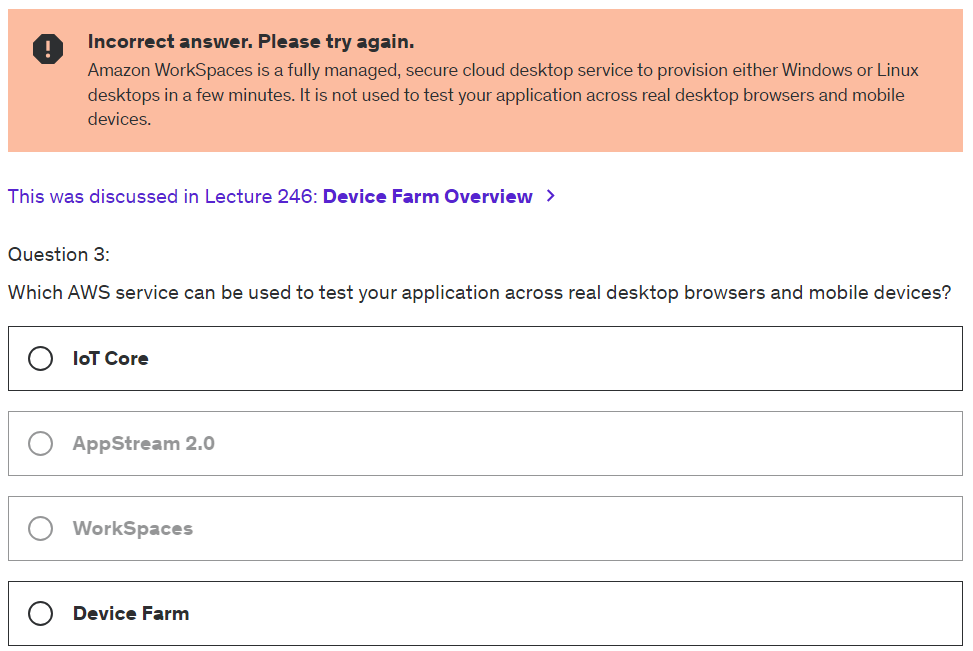 Incorrect answer. Please try again.
Amazon WorkSpaces is a fully managed, secure cloud desktop service to provision either Windows or Linux
desktops in a few minutes. It is not used to test your application across real desktop browsers and mobile
devices.
This was discussed in Lecture 246: Device Farm Overview
Question 3:
Which AWS service can be used to test your application across real desktop browsers and mobile devices?
IoT Core
AppStream 2.0
WorkSpaces
Device Farm